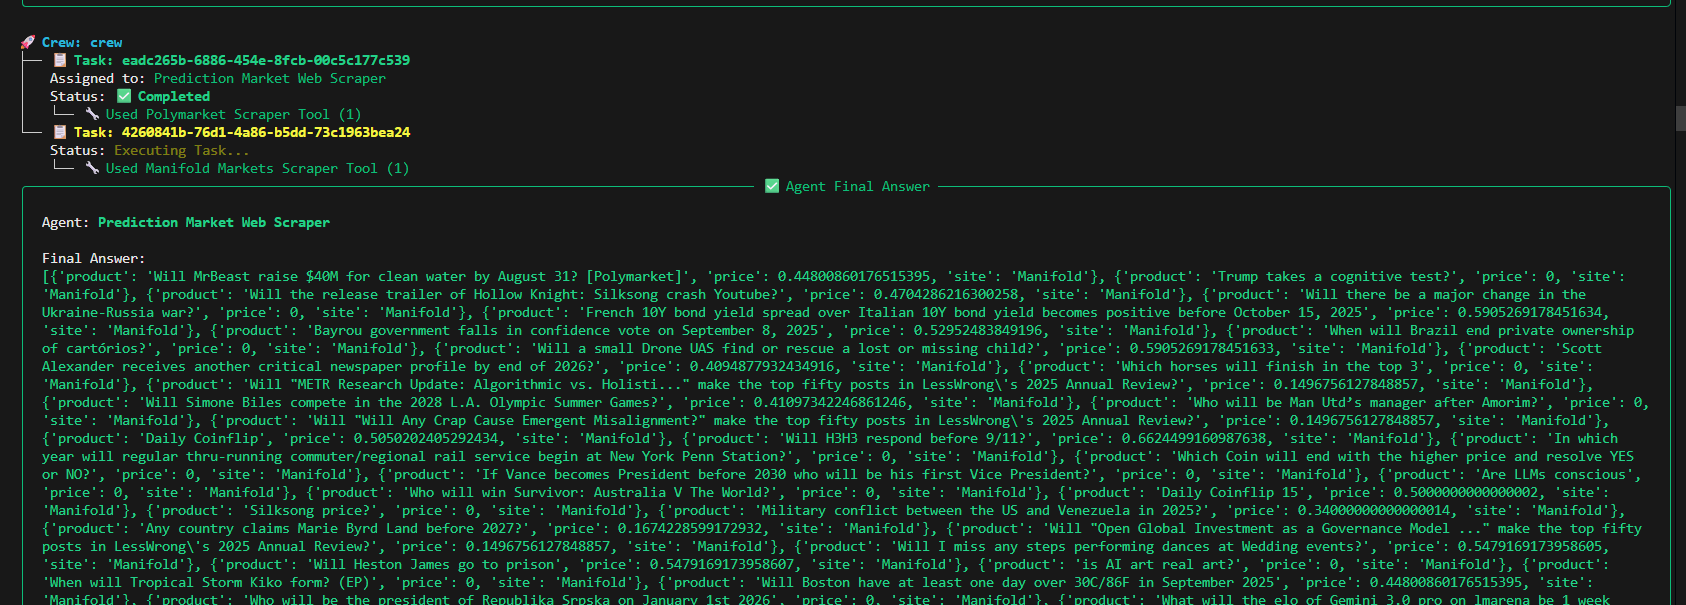 Crew: crew
Task: eadc265b-6886-454e-8fcb-00c5c177c539
Assigned to: Prediction Market Web Scraper
Status: ✅ Completed
Used Polymarket Scraper Tool (1)
Task: 4260841b-76d1-4a86-b5dd-73c1963bea24
Status: Executing Task...
Used Manifold Markets Scraper Tool (1)
✅ Agent Final Answer
Agent: Prediction Market Web Scraper
Final Answer:
[{'product': 'Will MrBeast raise $40M for clean water by August 31? [Polymarket]', 'price': 0.44800860176515395, 'site': 'Manifold'}, {'product': 'Trump takes a cognitive test?', 'price': 0, 'site':
'Manifold'}, {'product': 'Will the release trailer of Hollow Knight: Silksong crash Youtube?', 'price': 0.4704286216300258, 'site': 'Manifold'}, {'product': 'Will there be a major change in the
Ukraine-Russia war?', 'price': 0, 'site': 'Manifold'}, {'product': 'French 10Y bond yield spread over Italian 10Y bond yield becomes positive before October 15, 2025', 'price': 0.5905269178451634,
'site': 'Manifold'}, {'product': 'Bayrou government falls in confidence vote on September 8, 2025', 'price': 0.52952483849196, 'site': 'Manifold'}, {'product': 'When will Brazil end private ownership
of cartórios?', 'price': 0, 'site': 'Manifold'}, {'product': 'Will a small Drone UAS find or rescue a lost or missing child?', 'price': 0.5905269178451633, 'site': 'Manifold'}, {'product': 'Scott
Alexander receives another critical newspaper profile by end of 2026?', 'price': 0.4094877932434916, 'site': 'Manifold'}, {'product': 'Which horses will finish in the top 3', 'price': 0, 'site':
'Manifold'}, {'product': 'Will "METR Research Update: Algorithmic vs. Holisti..." make the top fifty posts in LessWrong\'s 2025 Annual Review?', 'price': 0.1496756127848857, 'site': 'Manifold'},
{'product': 'Will Simone Biles compete in the 2028 L.A. Olympic Summer Games?', 'price': 0.41097342246861246, 'site': 'Manifold'}, {'product': 'Who will be Man Utd’s manager after Amorim?', 'price': 0,
'site': 'Manifold'}, {'product': 'Will "Will Any Crap Cause Emergent Misalignment?" make the top fifty posts in LessWrong\'s 2025 Annual Review?', 'price': 0.1496756127848857, 'site': 'Manifold'},
{'product': 'Daily Coinflip', 'price': 0.5050202405292434, 'site': 'Manifold'}, {'product': 'Will H3H3 respond before 9/11?', 'price': 0.6624499160987638, 'site': 'Manifold'}, {'product': 'In which
year will regular thru-running commuter/regional rail service begin at New York Penn Station?', 'price': 0, 'site': 'Manifold'}, {'product': 'Which Coin will end with the higher price and resolve YES
or NO?', 'price': 0, 'site': 'Manifold'}, {'product': 'If Vance becomes President before 2030 who will be his first Vice President?', 'price': 0, 'site': 'Manifold'}, {'product': 'Are LLMs conscious',
'price': 0, 'site': 'Manifold'}, {'product': 'Who will win Survivor: Australia V The World?', 'price': 0, 'site': 'Manifold'}, {'product': 'Daily Coinflip 15', 'price': 0.5000000000000002, 'site':
'Manifold'}, {'product': 'Silksong price?', 'price': 0, 'site': 'Manifold'}, {'product': 'Military conflict between the US and Venezuela in 2025?', 'price': 0.34000000000000014, 'site': 'Manifold'},
{'product': 'Any country claims Marie Byrd Land before 2027?', 'price': 0.1674228599172932, 'site': 'Manifold'}, {'product': 'Will "Open Global Investment as a Governance Model ..." make the top fifty
posts in LessWrong\'s 2025 Annual Review?', 'price': 0.1496756127848857, 'site': 'Manifold'}, {'product': 'Will I miss any steps performing dances at Wedding events?', 'price': 0.5479169173958605,
'site': 'Manifold'}, {'product': 'Will Heston James go to prison', 'price': 0.5479169173958607, 'site': 'Manifold'}, {'product': 'is AI art real art?', 'price': 0, 'site': 'Manifold'}, {'product':
'When will Tropical Storm Kiko form? (EP)', 'price': 0, 'site': 'Manifold'}, {'product': 'Will Boston have at least one day over 30C/86F in September 2025', 'price': 0.44800860176515395, 'site':
'Manifold'}, {'product': 'Who will be the president of Republika Srpska on January 1st 2026', 'price': 0, 'site': 'Manifold'}, {'product': 'What will the elo of Gemini 3.0 pro on lmarena be 1 week